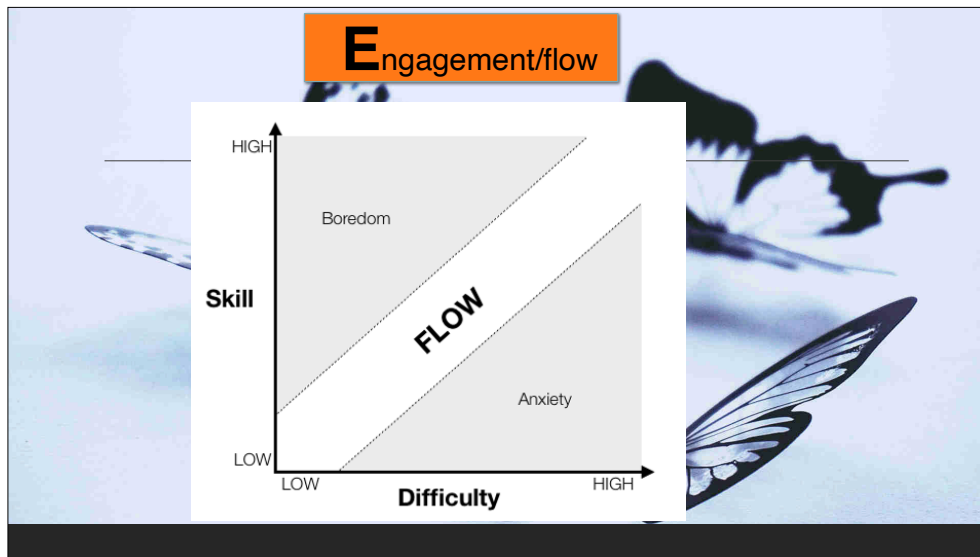 Engagement/flow
HIGH
Boredom
Skill
FLOW
Anxiety
LOW
LOW
HIGH
Difficulty